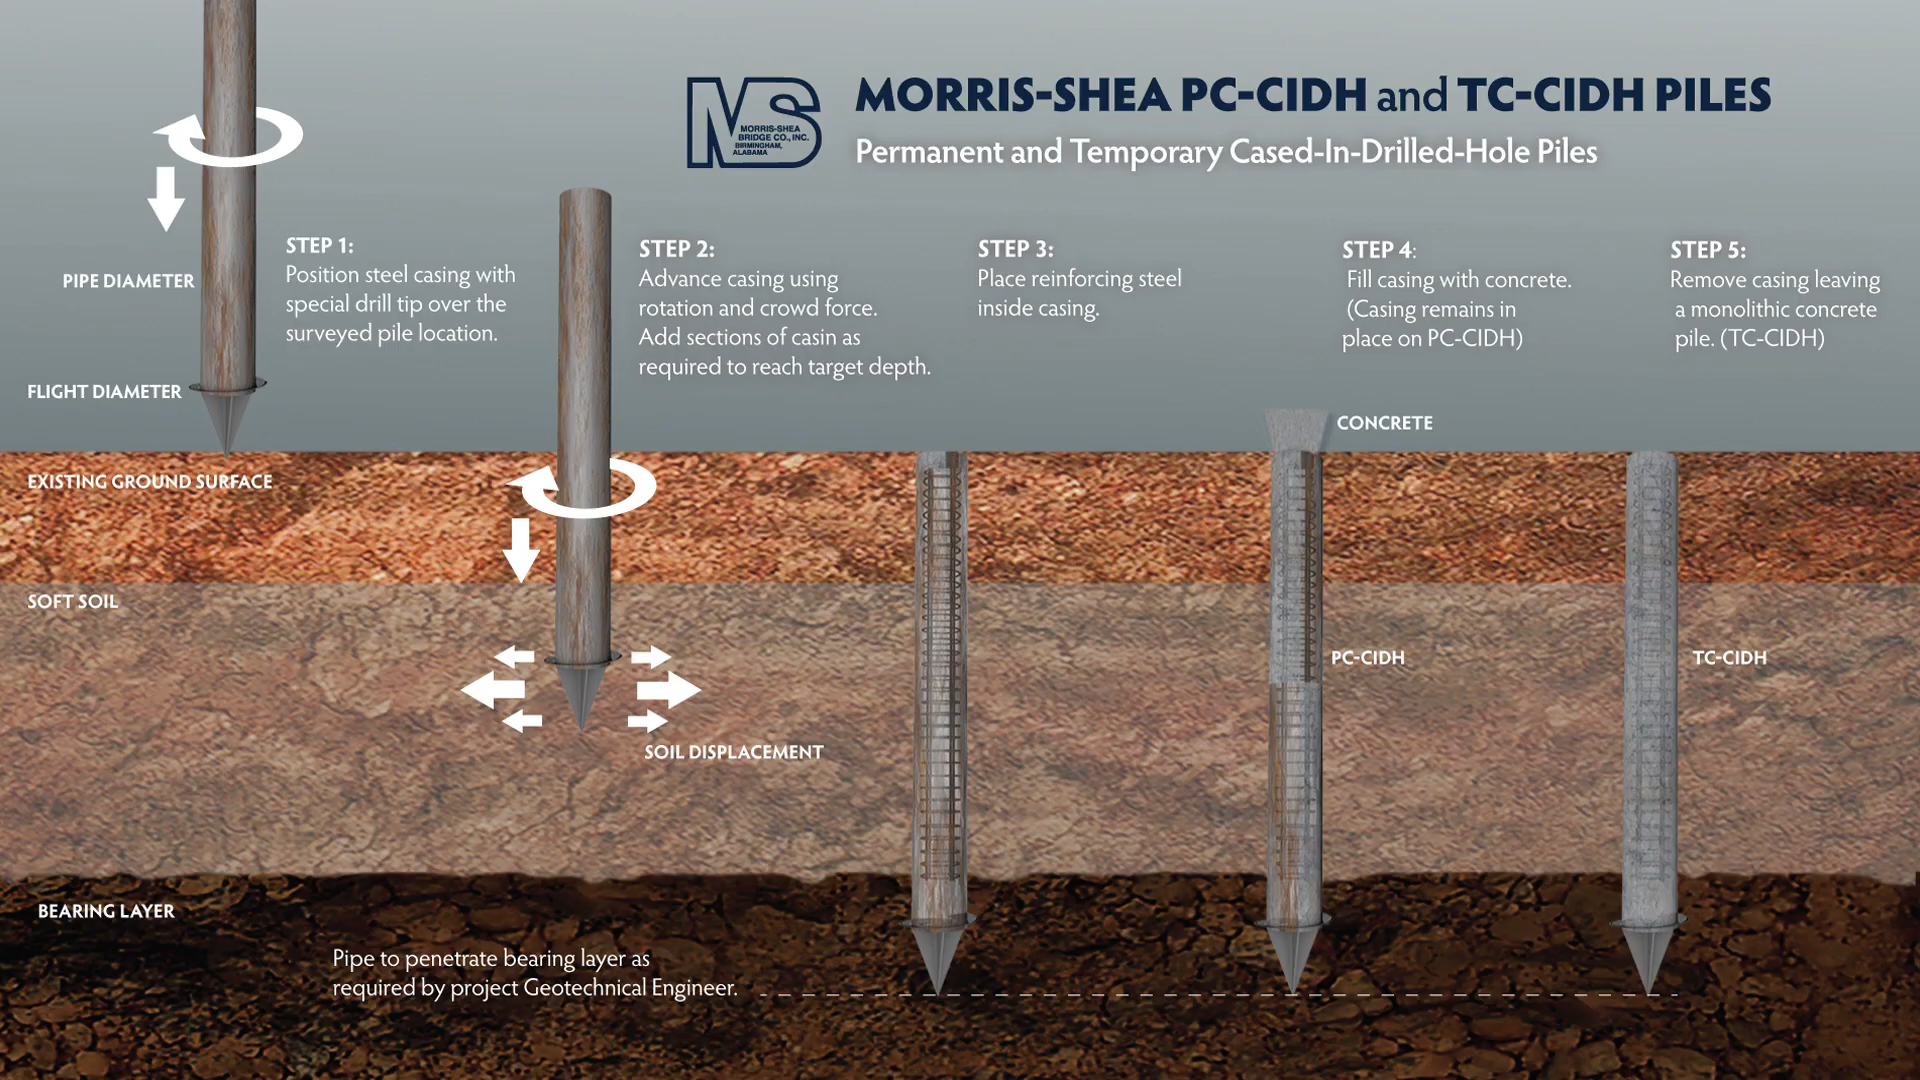 MORRIS-SHEA
BRIDGE CO., INC.
BIRMINGHAM,
ALABAMA
MORRIS-SHEA PC-CIDH and TC-CIDH PILES
Permanent and Temporary Cased-In-Drilled-Hole Piles
STEP 1:
Position steel casing with
special drill tip over the
surveyed pile location.
STEP 2:
Advance casing using
rotation and crowd force.
Add sections of casin as
required to reach target depth.
STEP 3:
Place reinforcing steel
inside casing.
STEP 4:
Fill casing with concrete.
(Casing remains in
place on PC-CIDH)
STEP 5:
Remove casing leaving
a monolithic concrete
pile. (TC-CIDH)
PIPE DIAMETER
FLIGHT DIAMETER
CONCRETE
EXISTING GROUND SURFACE
SOFT SOIL
PC-CIDH
TC-CIDH
SOIL DISPLACEMENT
BEARING LAYER
Pipe to penetrate bearing layer as
required by project Geotechnical Engineer.